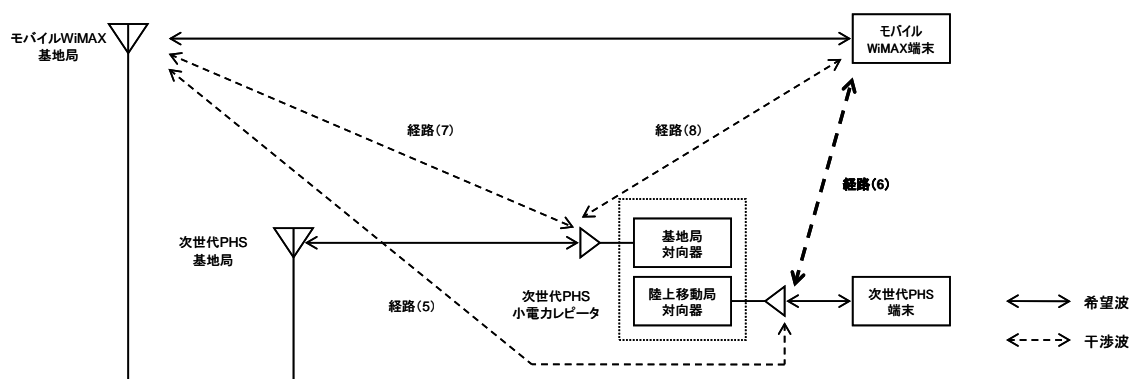 モバイルWiMAX
基地局
モバイル
WiMAX端末
経路(7)
経路(8)
経路(6)
次世代PHS
基地局
基地局
対向器
経路(5)
次世代PHS
小電力レピータ
陸上移動局
対向器
次世代PHS
端末
希望波
干渉波